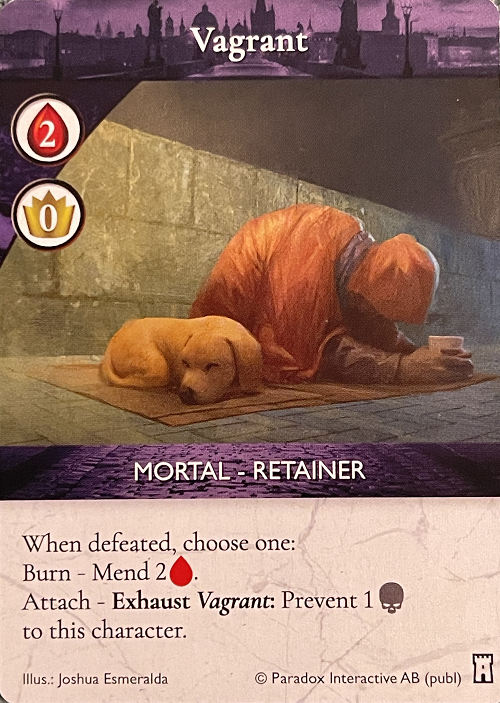 Vagrant
2
0
MORTAL - RETAINER
When defeated, choose one:
Burn - Mend 2.
Attach - Exhaust Vagrant: Prevent 1
to this character.
Illus.: Joshua Esmeralda © Paradox Interactive AB (publ)